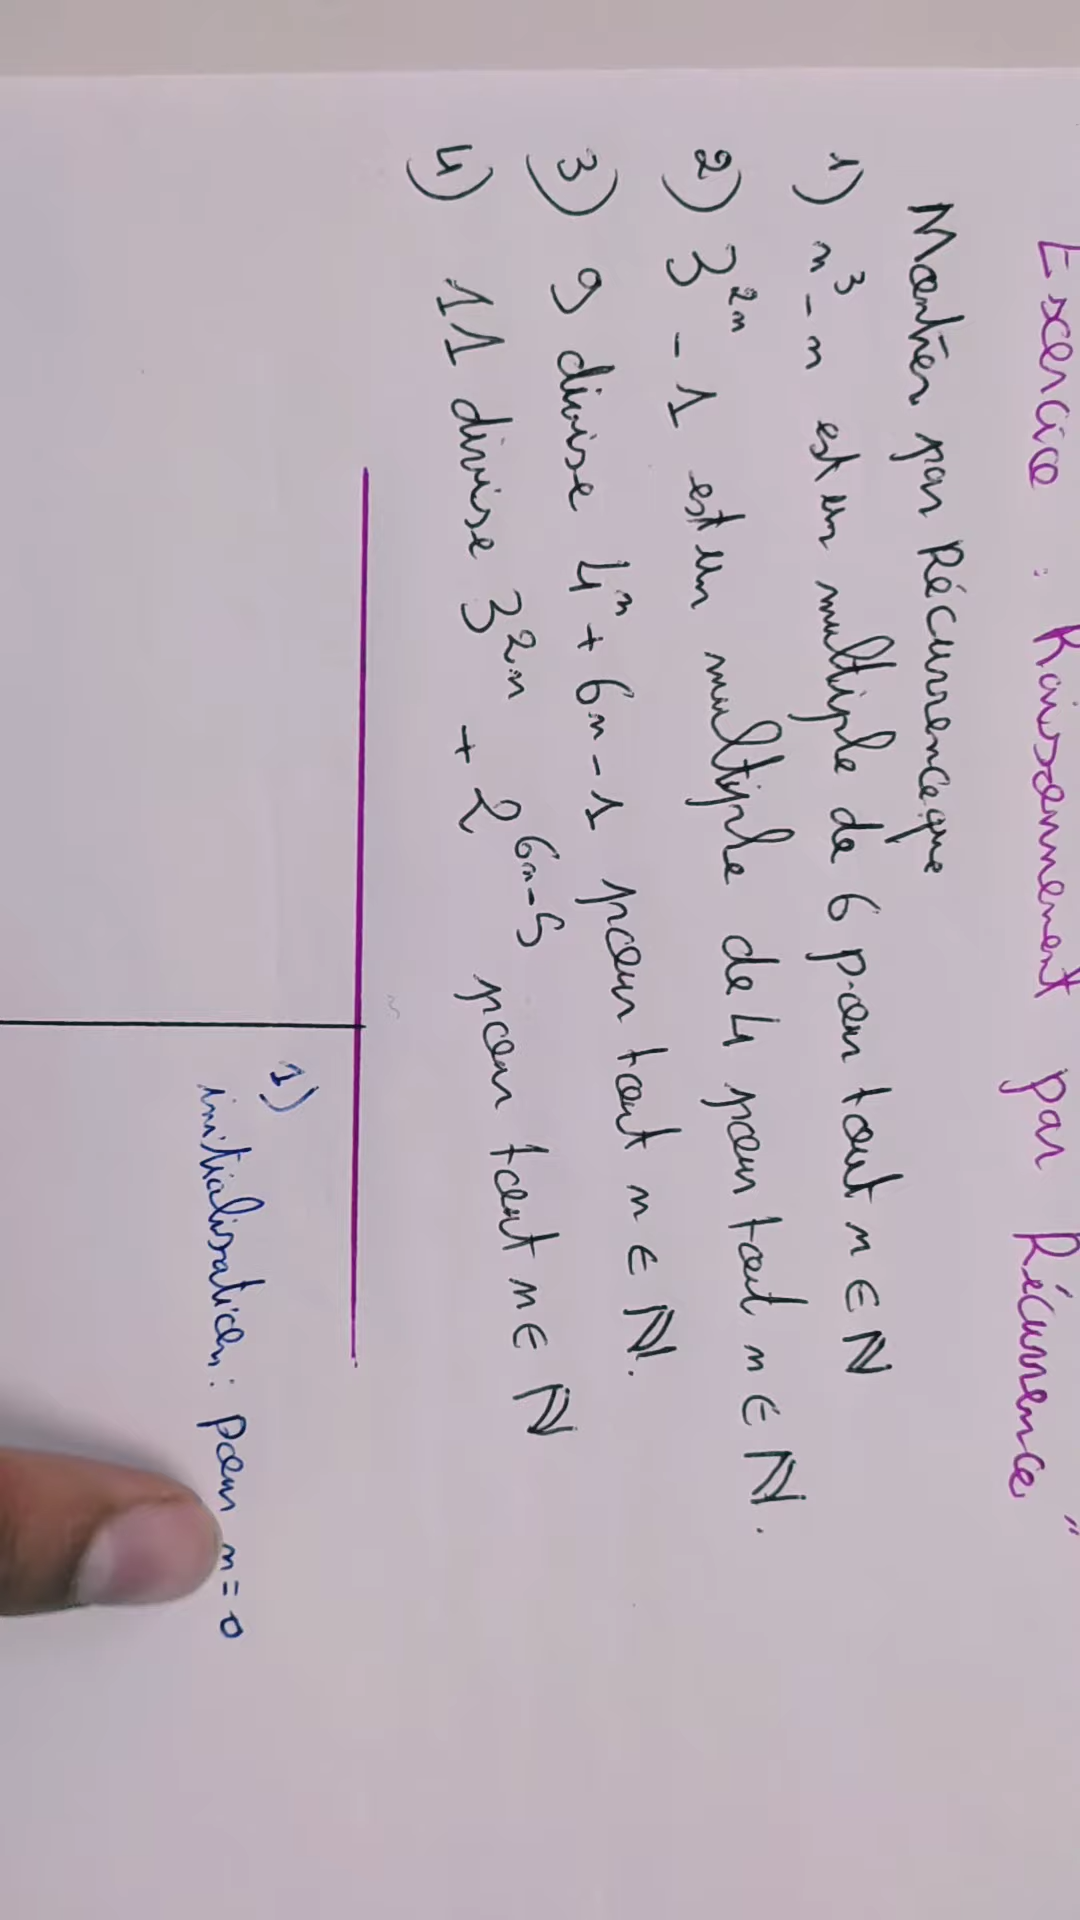 Exercice : Raisonnement par Récurrence"
Montrer par Récurrence que
1) n³ - n est un multiple de 6 pour tout n ∈ ℕ
2) 3²ⁿ - 1 est un multiple de 4 pour tout n ∈ ℕ.
3) 9 divise 4ⁿ + 6n - 1 pour tout n ∈ ℕ.
4) 11 divise 3²ⁿ + 2⁶ⁿ⁻⁵ pour tout n ∈ ℕ
1)
initialisation : pour n = 0